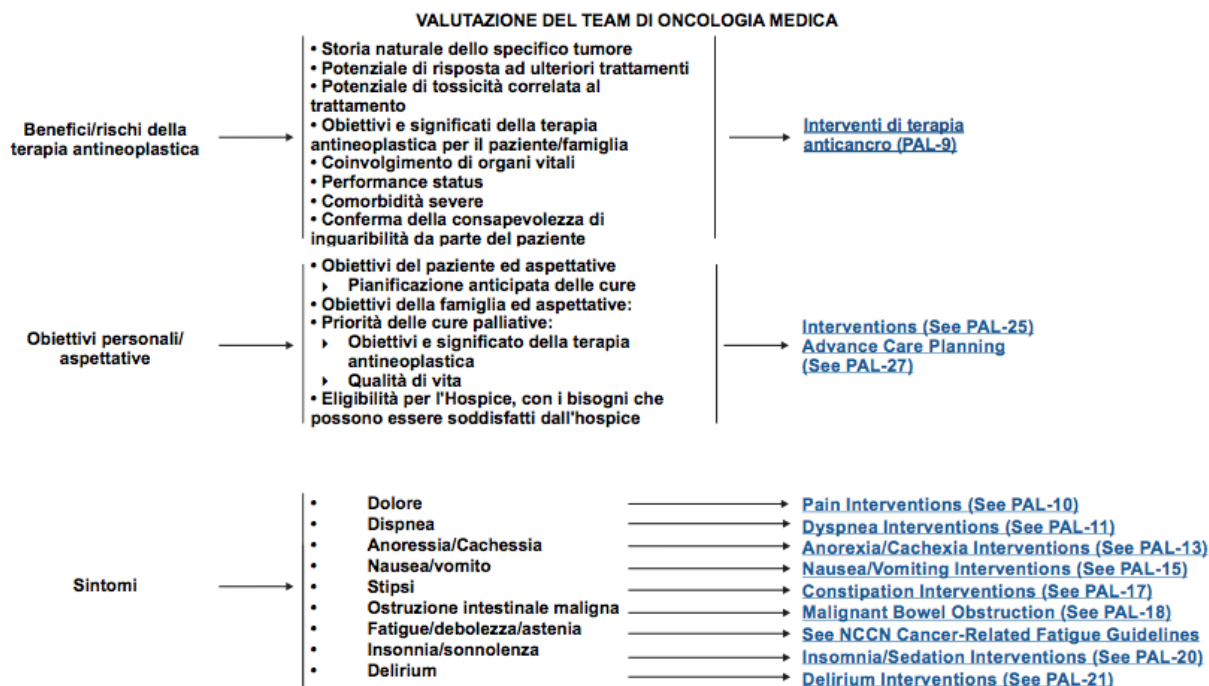 VALUTAZIONE DEL TEAM DI ONCOLOGIA MEDICA
Benefici/rischi della
terapia antineoplastica
• Storia naturale dello specifico tumore
• Potenziale di risposta ad ulteriori trattamenti
• Potenziale di tossicità correlata al
trattamento
• Obiettivi e significati della terapia
antineoplastica per il paziente/famiglia
• Coinvolgimento di organi vitali
• Performance status
• Comorbidità severe
• Conferma della consapevolezza di
inguaribilità da parte del paziente
Interventi di terapia
anticancro (PAL-9)
Obiettivi personali/
aspettative
• Obiettivi del paziente ed aspettative
▸ Pianificazione anticipata delle cure
• Obiettivi della famiglia ed aspettative:
• Priorità delle cure palliative:
▸ Obiettivi e significato della terapia
antineoplastica
▸ Qualità di vita
• Eligibilità per l'Hospice, con i bisogni che
possono essere soddisfatti dall'hospice
Interventions (See PAL-25)
Advance Care Planning
(See PAL-27)
Sintomi
• Dolore
• Dispnea
• Anoressia/Cachessia
• Nausea/vomito
• Stipsi
• Ostruzione intestinale maligna
• Fatigue/debolezza/astenia
• Insonnia/sonnolenza
• Delirium
Pain Interventions (See PAL-10)
Dyspnea Interventions (See PAL-11)
Anorexia/Cachexia Interventions (See PAL-13)
Nausea/Vomiting Interventions (See PAL-15)
Constipation Interventions (See PAL-17)
Malignant Bowel Obstruction (See PAL-18)
See NCCN Cancer-Related Fatigue Guidelines
Insomnia/Sedation Interventions (See PAL-20)
Delirium Interventions (See PAL-21)